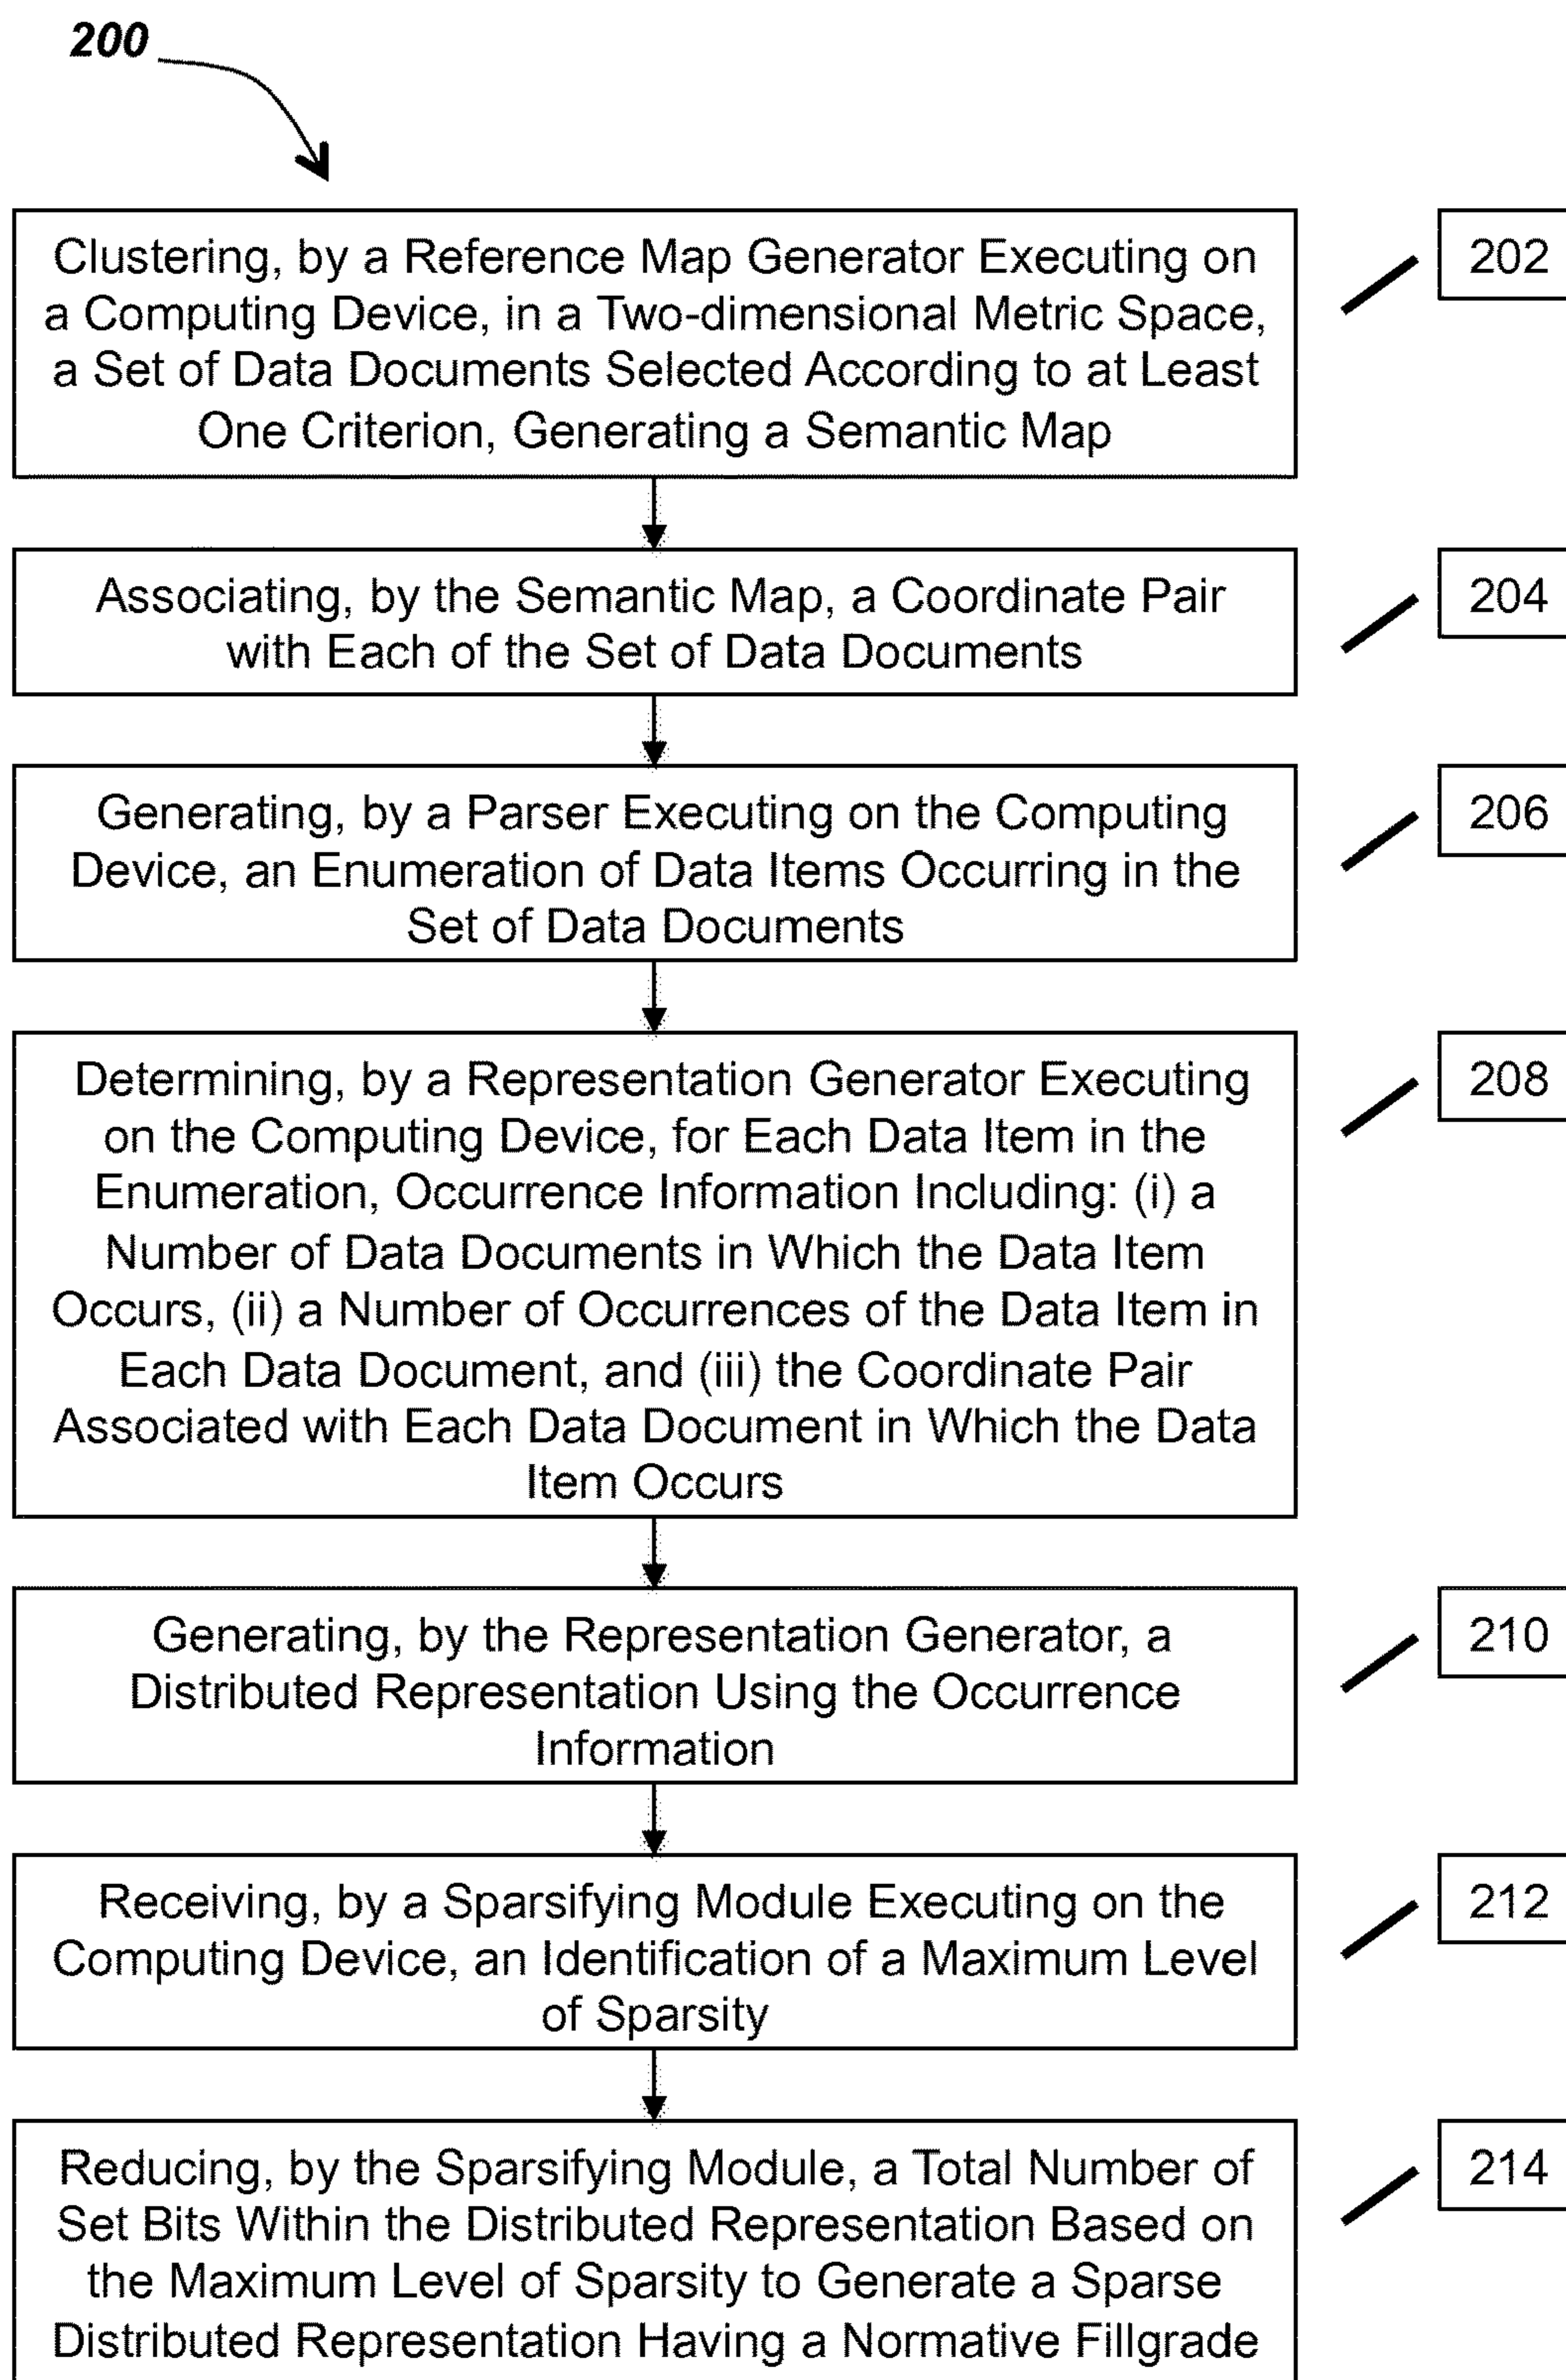 200
Clustering, by a Reference Map Generator Executing on
a Computing Device, in a Two-dimensional Metric Space,
a Set of Data Documents Selected According to at Least
One Criterion, Generating a Semantic Map
202
Associating, by the Semantic Map, a Coordinate Pair
with Each of the Set of Data Documents
204
Generating, by a Parser Executing on the Computing
Device, an Enumeration of Data Items Occurring in the
Set of Data Documents
206
Determining, by a Representation Generator Executing
on the Computing Device, for Each Data Item in the
Enumeration, Occurrence Information Including: (i) a
Number of Data Documents in Which the Data Item
Occurs, (ii) a Number of Occurrences of the Data Item in
Each Data Document, and (iii) the Coordinate Pair
Associated with Each Data Document in Which the Data
Item Occurs
208
Generating, by the Representation Generator, a
Distributed Representation Using the Occurrence
Information
210
Receiving, by a Sparsifying Module Executing on the
Computing Device, an Identification of a Maximum Level
of Sparsity
212
Reducing, by the Sparsifying Module, a Total Number of
Set Bits Within the Distributed Representation Based on
the Maximum Level of Sparsity to Generate a Sparse
Distributed Representation Having a Normative Fillgrade
214